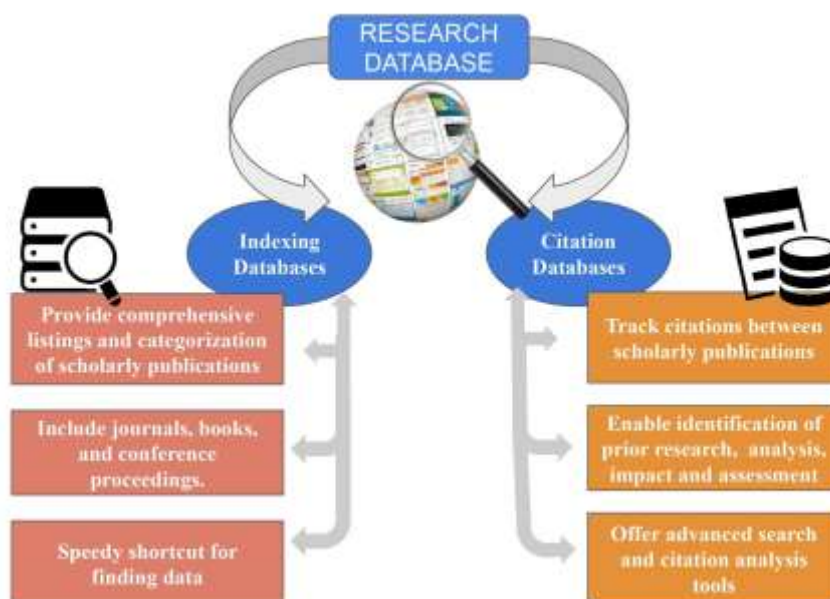 RESEARCH
DATABASE
Indexing
Databases
Citation
Databases
Provide comprehensive
listings and categorization
of scholarly publications
Include journals, books,
and conference
proceedings.
Speedy shortcut for
finding data
Track citations between
scholarly publications
Enable identification of
prior research, analysis,
impact and assessment
Offer advanced search
and citation analysis
tools